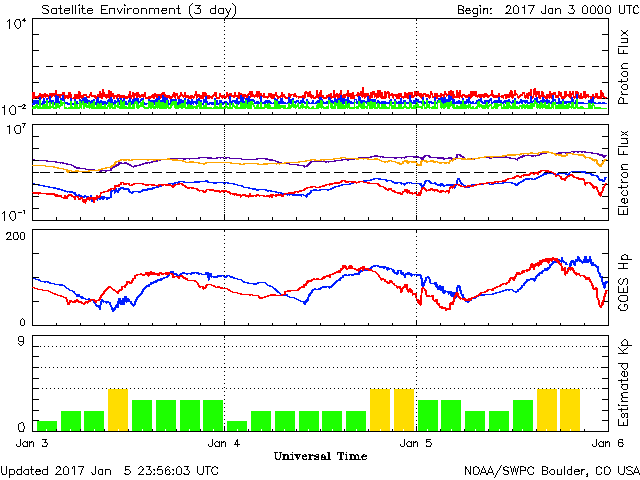 Satellite Environment (3 day) Begin: 2017 Jan 3 0000 UTC
10^4
Proton Flux
10^-2
10^7
Electron Flux
10^-1
200
GOES Hp
0
9
Estimated Kp
0
Jan 3 Jan 4 Jan 5 Jan 6
Universal Time
Updated 2017 Jan 5 23:56:03 UTC NOAA/SWPC Boulder, CO USA